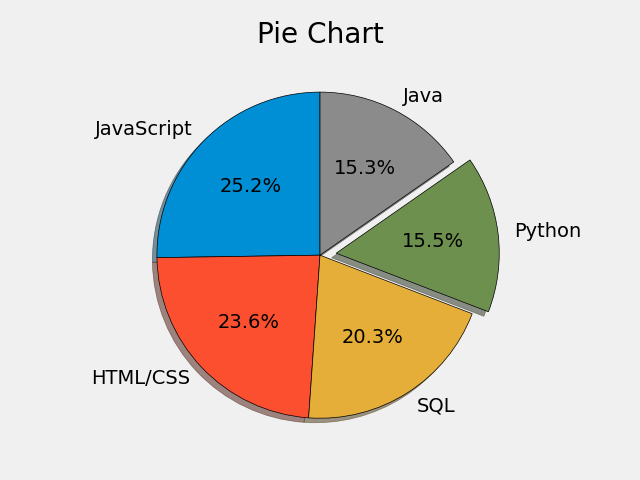 Pie Chart
Java
JavaScript
15.3%
25.2%
Python
15.5%
23.6%
20.3%
HTML/CSS
SQL